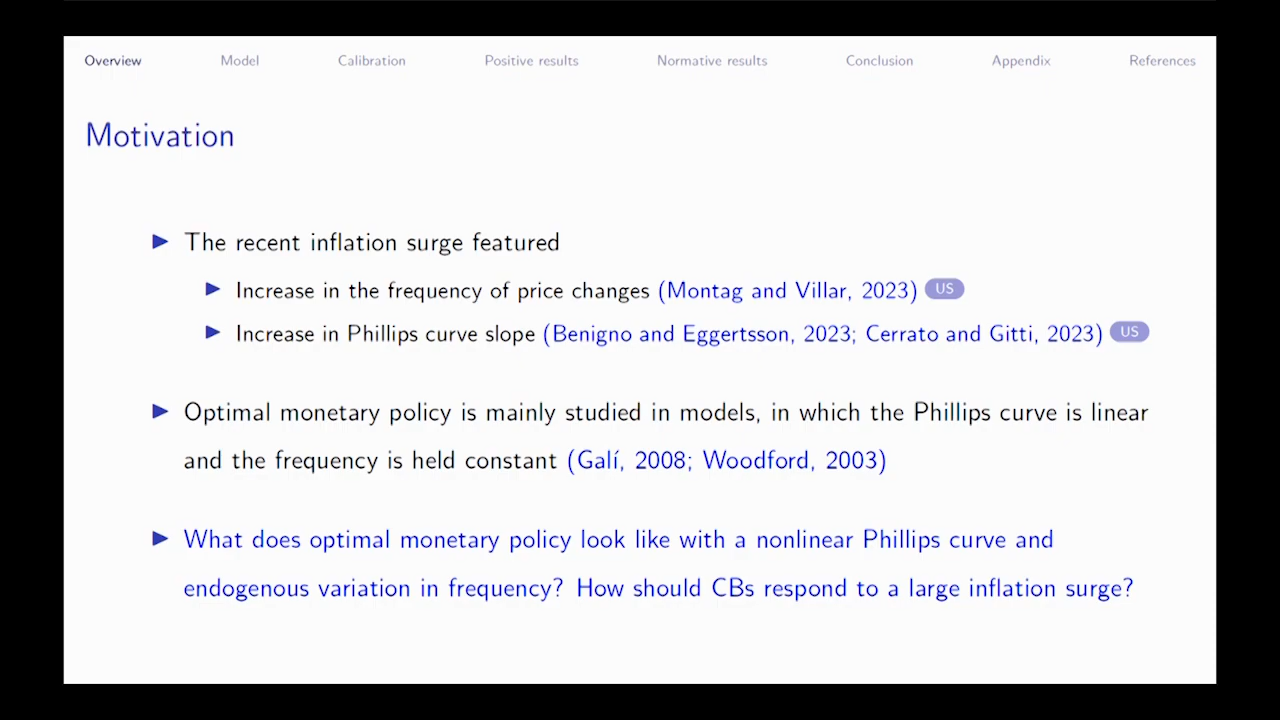 Overview Model Calibration Positive results Normative results Conclusion Appendix References
Motivation
The recent inflation surge featured
Increase in the frequency of price changes (Montag and Villar, 2023) US
Increase in Phillips curve slope (Benigno and Eggertsson, 2023; Cerrato and Gitti, 2023) US
Optimal monetary policy is mainly studied in models, in which the Phillips curve is linear
and the frequency is held constant (Galí, 2008; Woodford, 2003)
What does optimal monetary policy look like with a nonlinear Phillips curve and
endogenous variation in frequency? How should CBs respond to a large inflation surge?